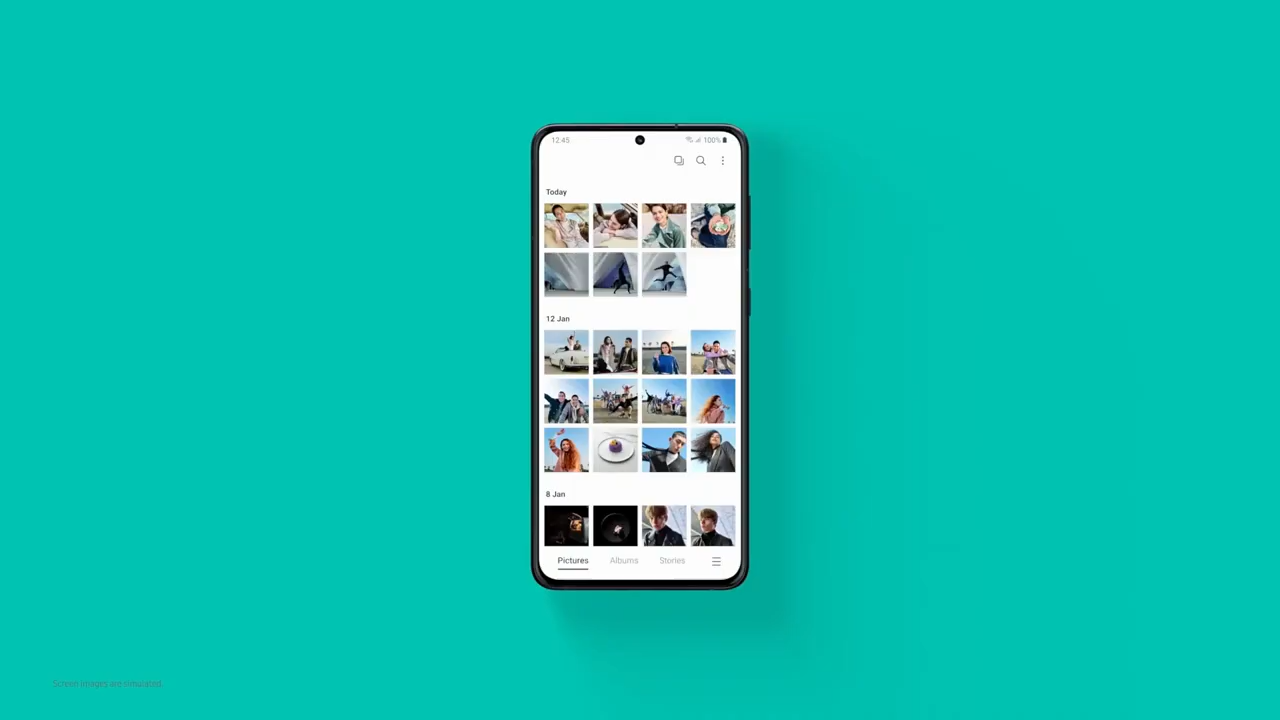 12:45
100%
Today
12 Jan
8 Jan
Pictures
Albums
Stories
Screen images are simulated.